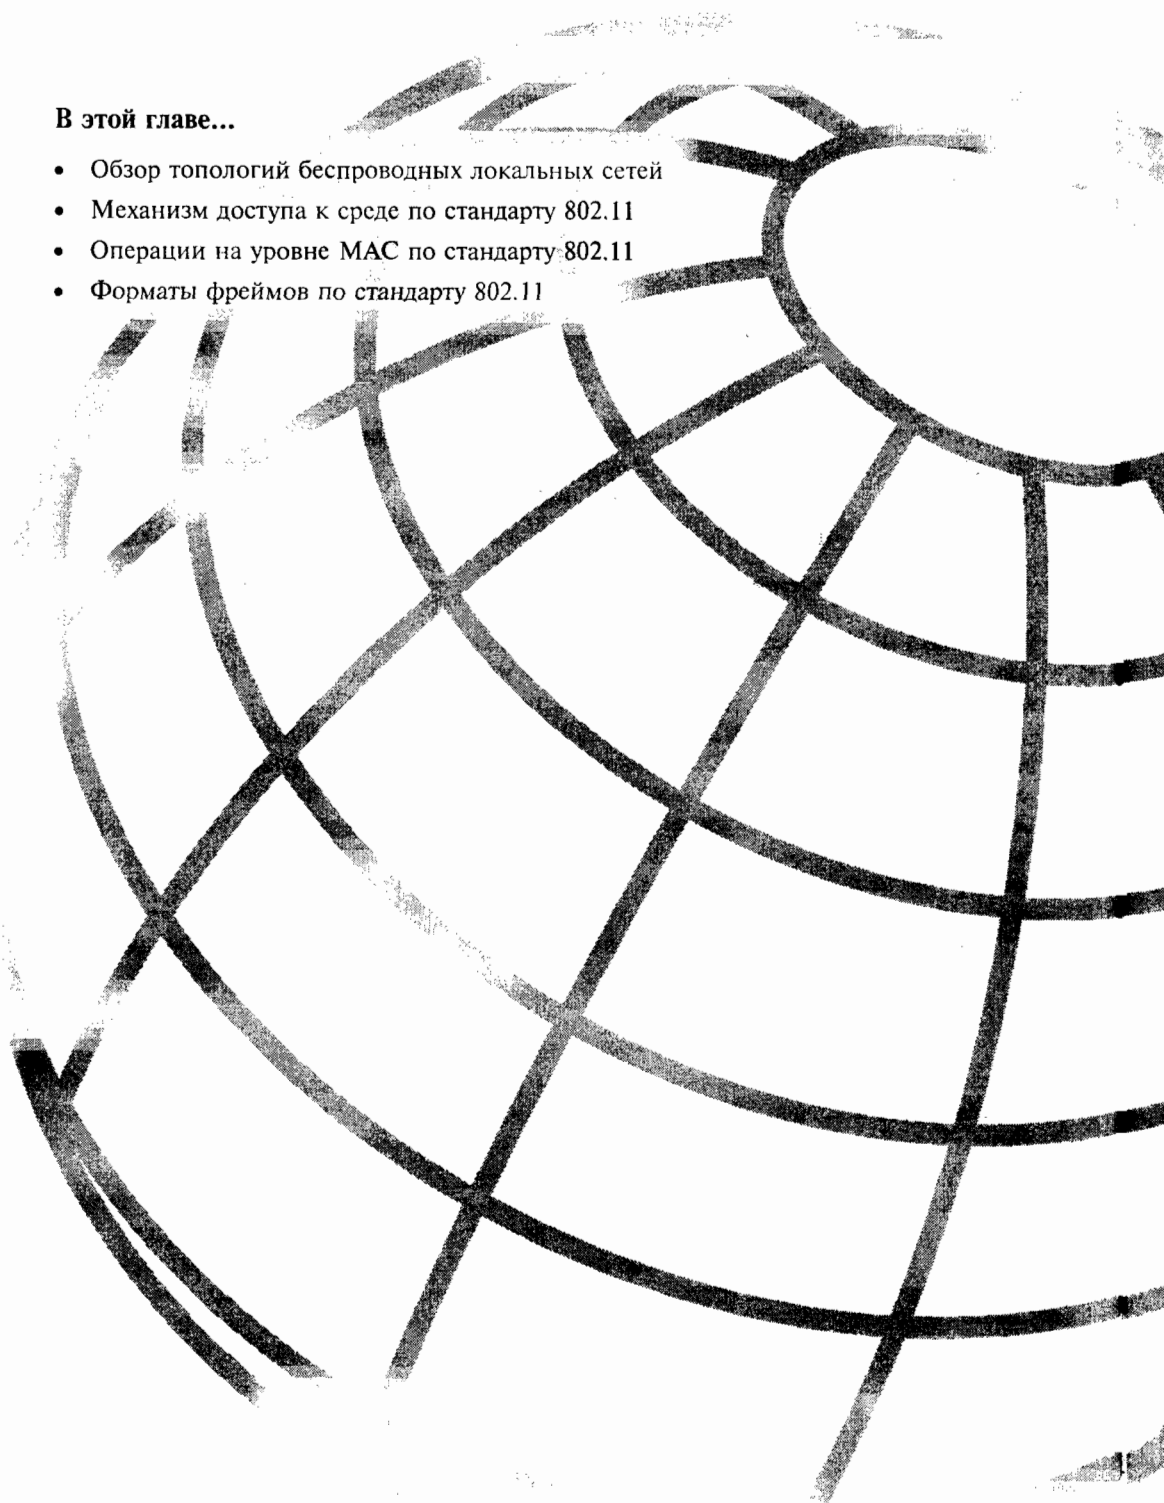 В этой главе...
• Обзор топологий беспроводных локальных сетей
• Механизм доступа к среде по стандарту 802.11
• Операции на уровне MAC по стандарту 802.11
• Форматы фреймов по стандарту 802.11